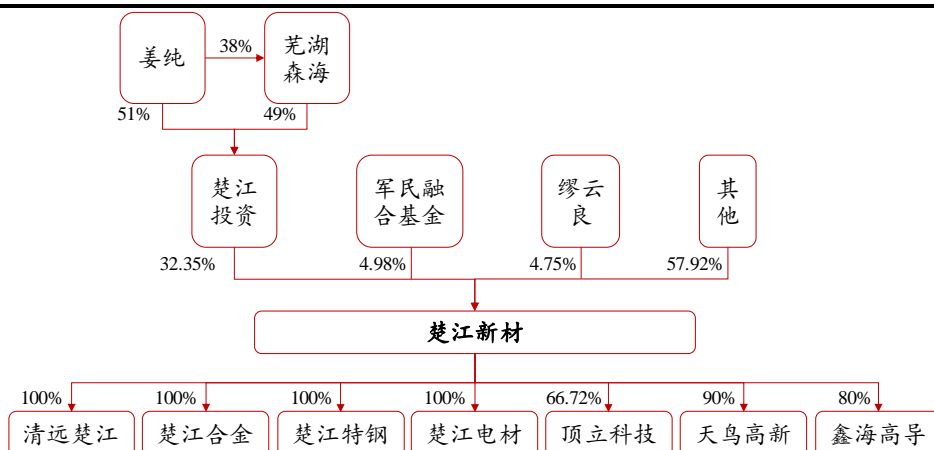 姜纯
38%
芜湖
森海
51%
49%
楚江
投资
军民融
合基金
缪云
良
其
他
32.35%
4.98%
4.75%
57.92%
楚江新材
100%
100%
100%
100%
66.72%
90%
80%
清远楚江
楚江合金
楚江特钢
楚江电材
顶立科技
天鸟高新
鑫海高导